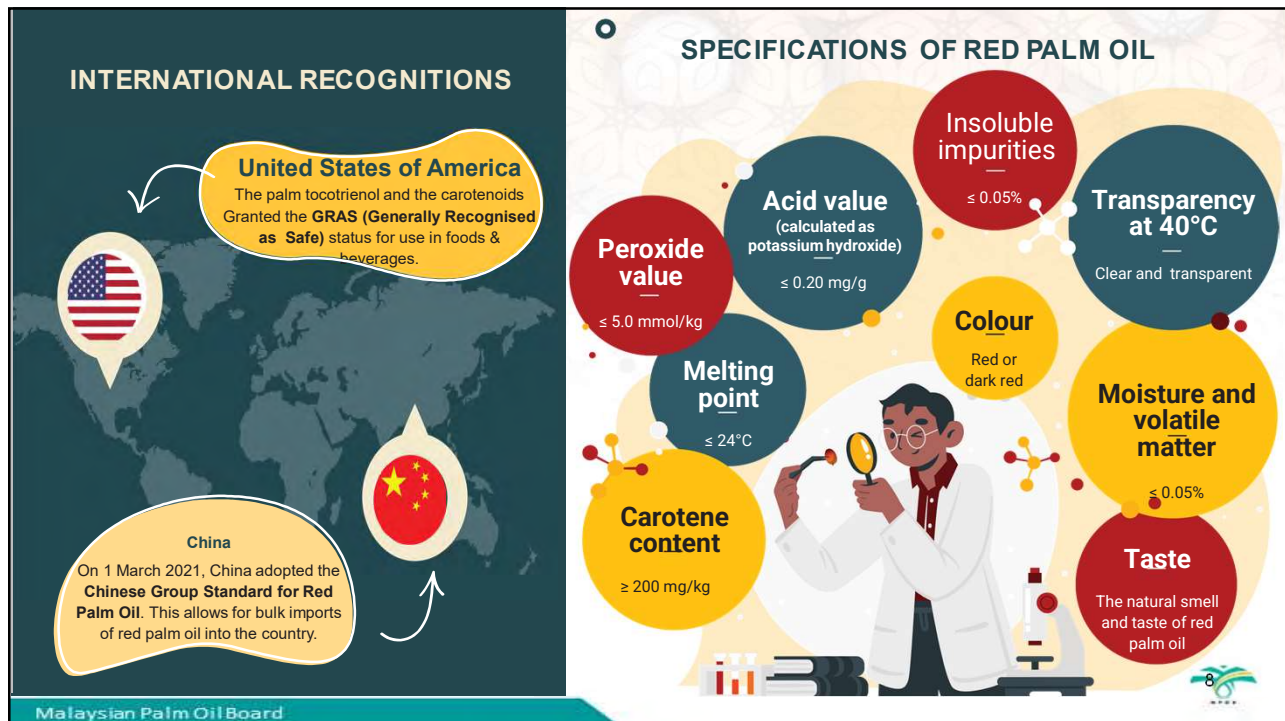 INTERNATIONAL RECOGNITIONS
United States of America
The palm tocotrienol and the carotenoids
Granted the GRAS (Generally Recognised
as Safe) status for use in foods &
beverages.
China
On 1 March 2021, China adopted the
Chinese Group Standard for Red
Palm Oil. This allows for bulk imports
of red palm oil into the country.
SPECIFICATIONS OF RED PALM OIL
Insoluble
impurities
≤ 0.05%
Acid value
(calculated as
potassium hydroxide)
≤ 0.20 mg/g
Transparency
at 40°C
Clear and transparent
Peroxide
value
≤ 5.0 mmol/kg
Colour
Red or
dark red
Melting
point
≤ 24°C
Moisture and
volatile
matter
≤ 0.05%
Carotene
content
≥ 200 mg/kg
Taste
The natural smell
and taste of red
palm oil
8
Malaysian Palm Oil Board